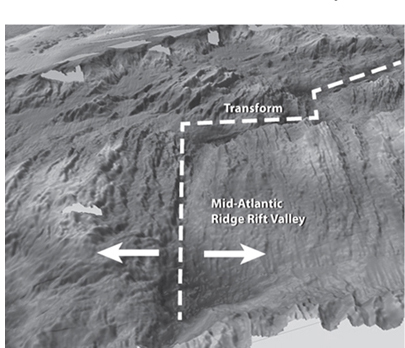 Transform
Mid-Atlantic
Ridge Rift Valley